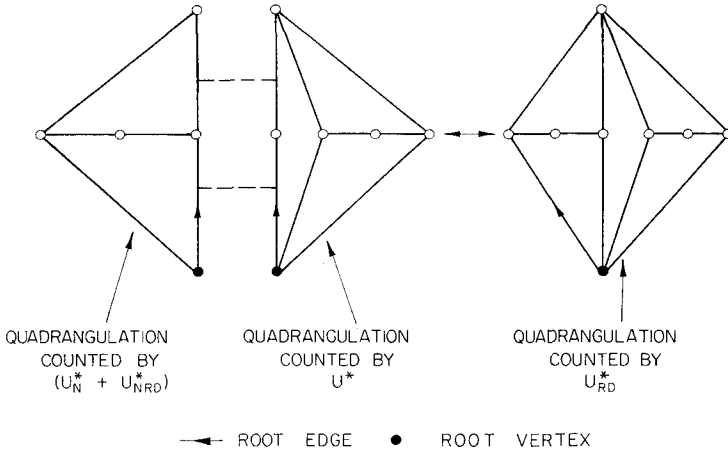 QUADRANGULATION
COUNTED BY
(U*N + U*NRD)
QUADRANGULATION
COUNTED BY
U*
QUADRANGULATION
COUNTED BY
U*RD
ROOT EDGE
ROOT VERTEX